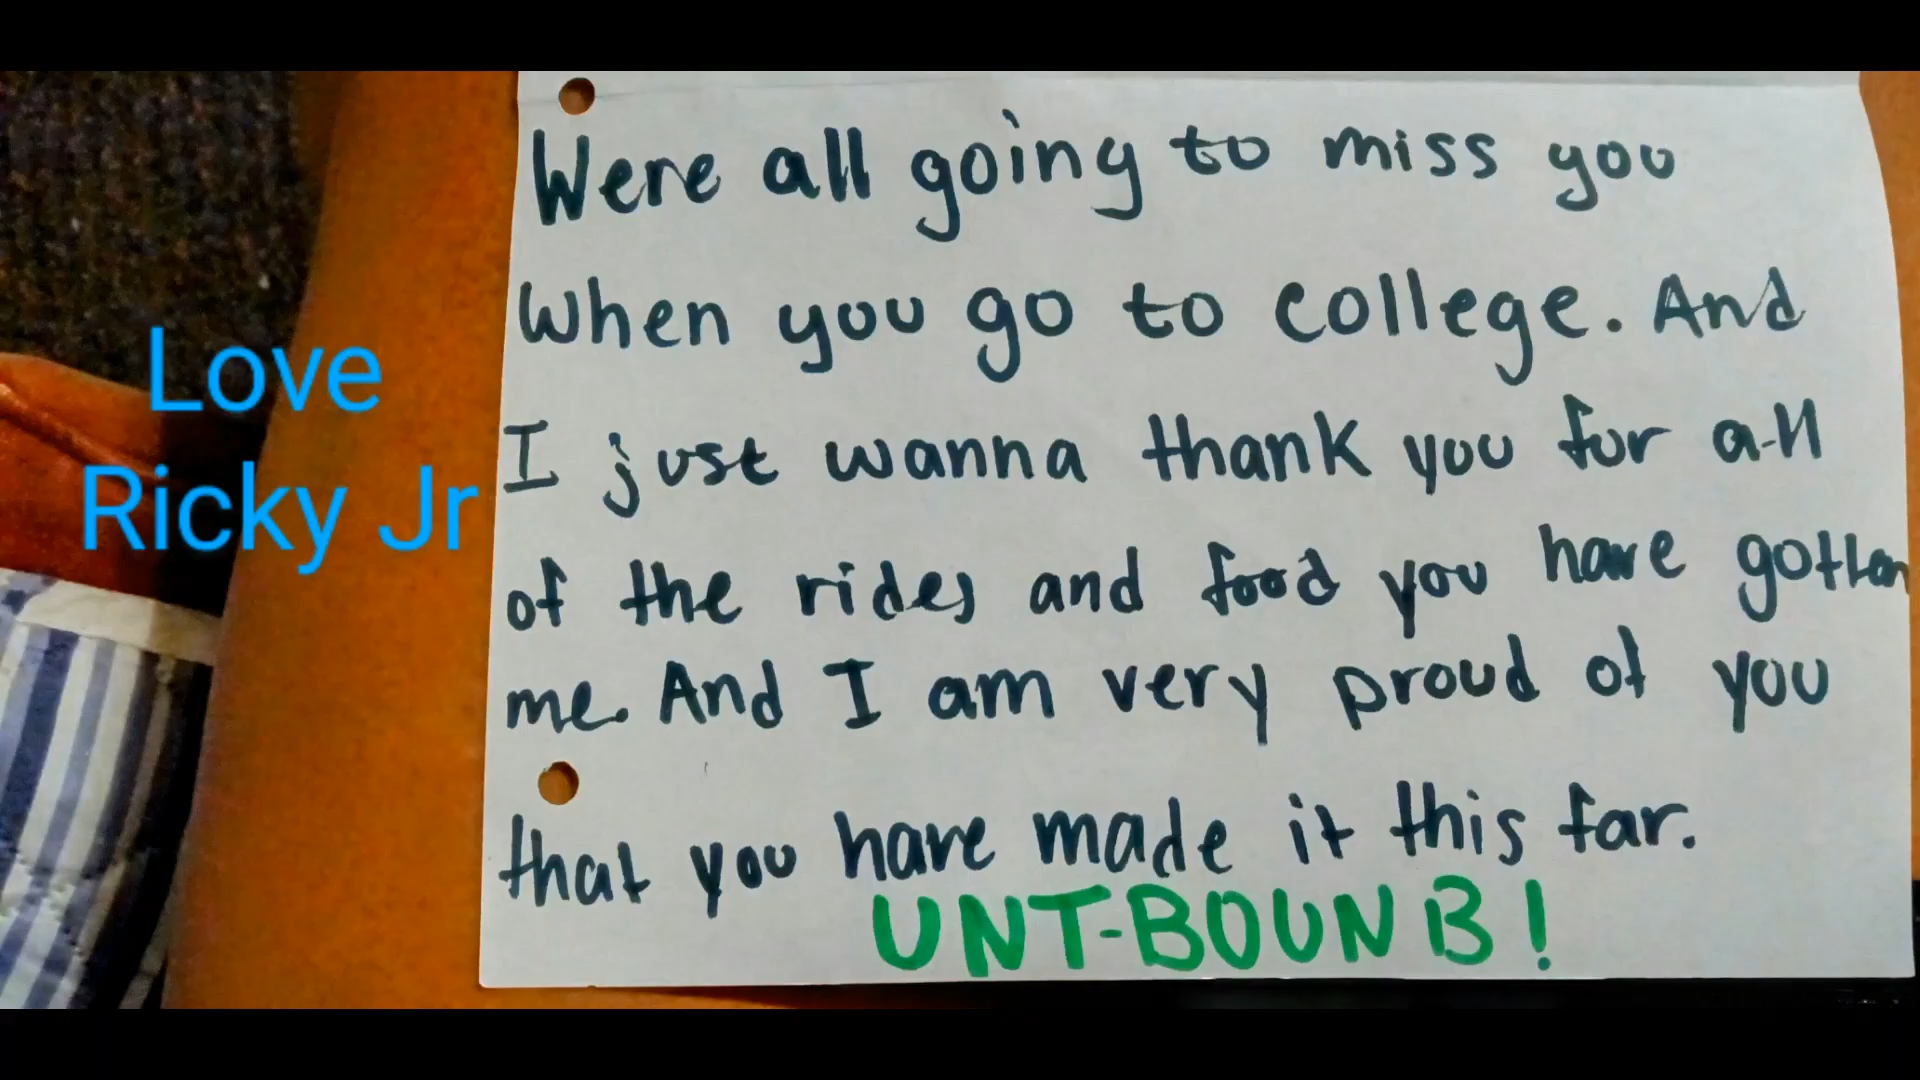 Love
Ricky Jr
Were all going to miss you
when you go to college. And
I just wanna thank you for all
of the rides and food you have gotten
me. And I am very proud of you
that you have made it this far.
UNT-BOUNB!